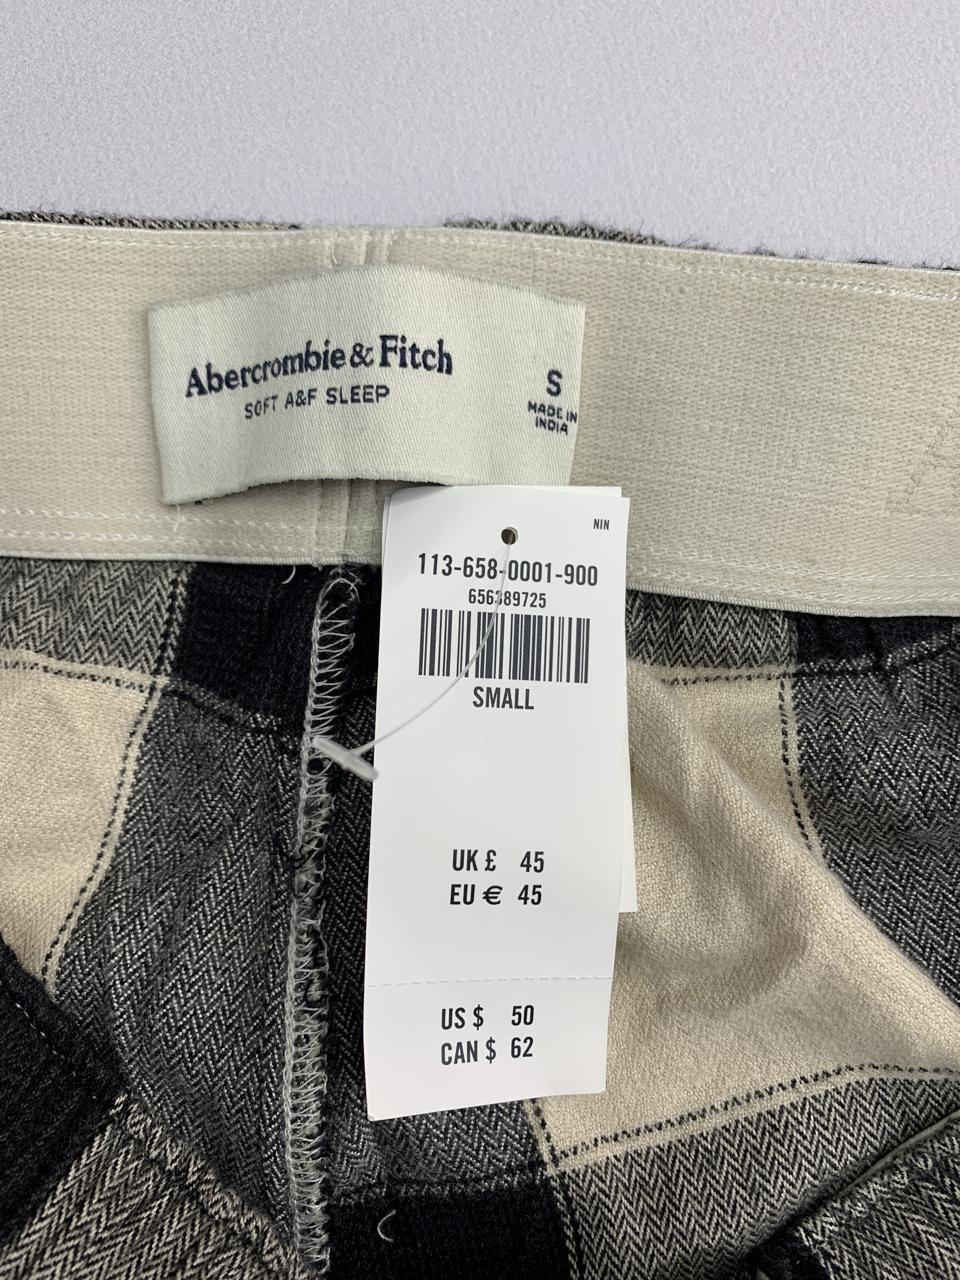 Abercrombie & Fitch
SOFT A&F SLEEP
S
MADE IN
INDIA
NIN
113-658-0001-900
656389725
SMALL
UK £ 45
EU € 45
US $ 50
CAN $ 62